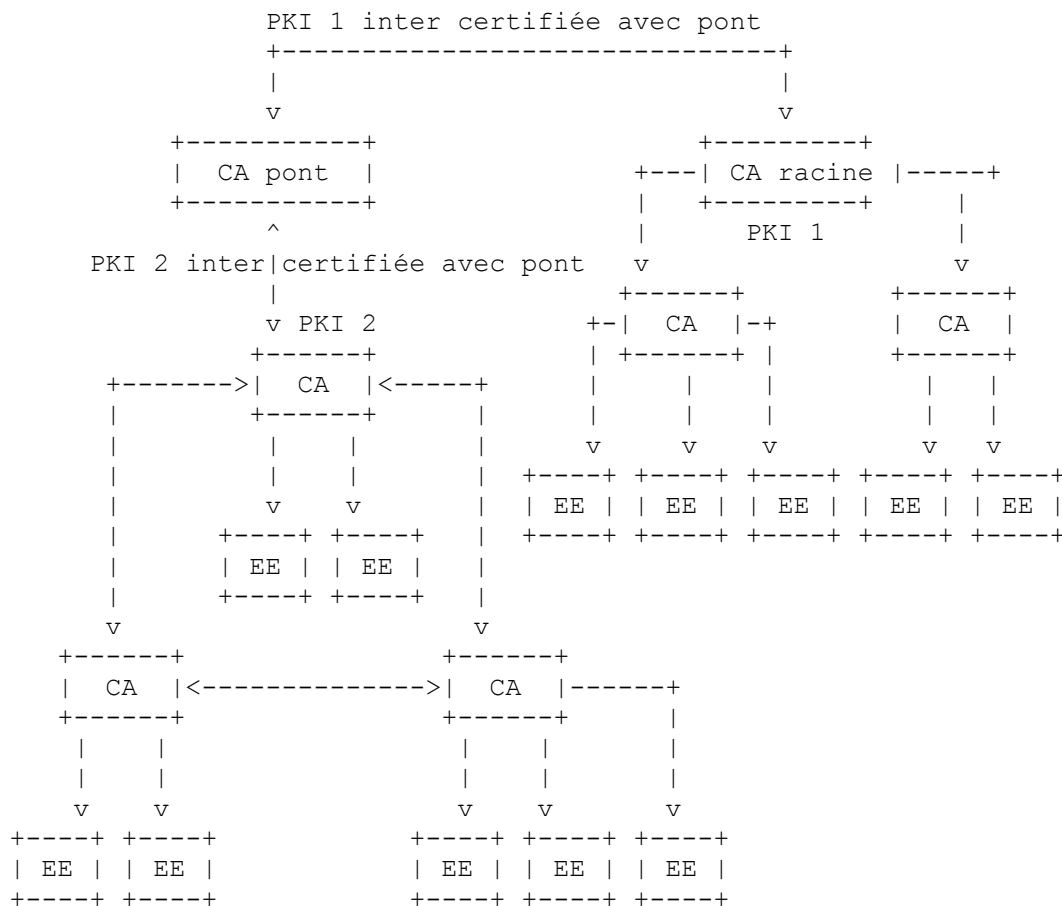 PKI 1 inter certifiée avec pont
CA pont
CA racine
PKI 1
PKI 2 inter certifiée avec pont
PKI 2
CA CA
CA
EE EE EE EE EE
EE EE
CA CA
EE EE EE EE EE